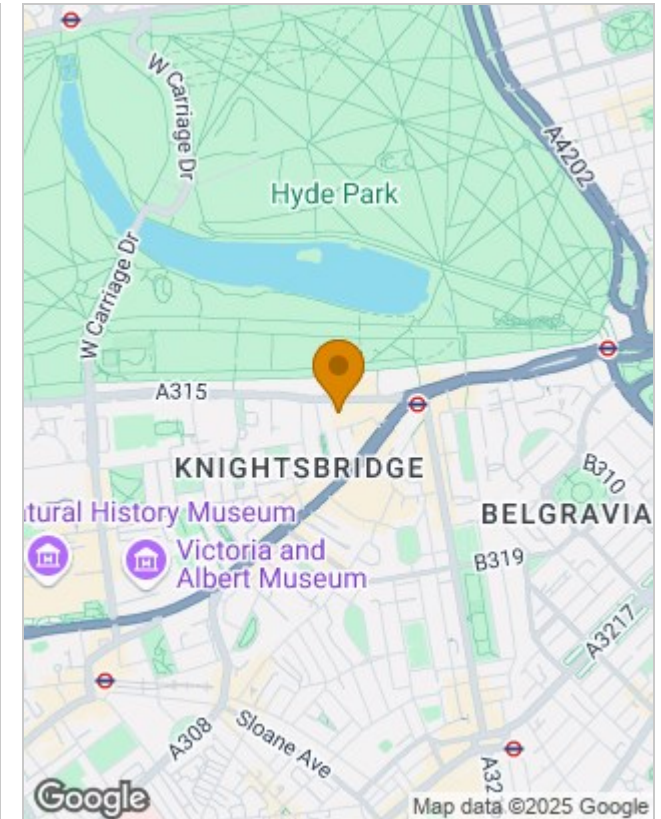 W Carriage Dr
A4202
Hyde Park
W Carriage Dr
A315
KNIGHTSBRIDGE
B310
tural History Museum
BELGRAVIA
Victoria and
Albert Museum
B319
A3217
A308
Sloane Ave
A321
Google
Map data ©2025 Google